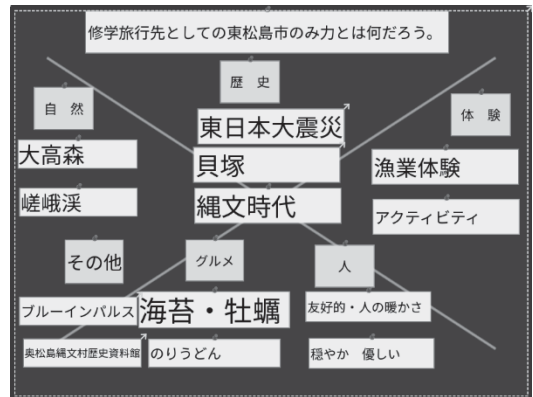 修学旅行先としての東松島市のみ力とは何だろう。
歴　史
自　然
体　験
東日本大震災
大高森
貝塚
漁業体験
嵯峨渓
縄文時代
アクティビティ
その他
グルメ
人
ブルーインパルス
海苔・牡蠣
友好的・人の暖かさ
奥松島縄文村歴史資料館
のりうどん
穏やか　優しい